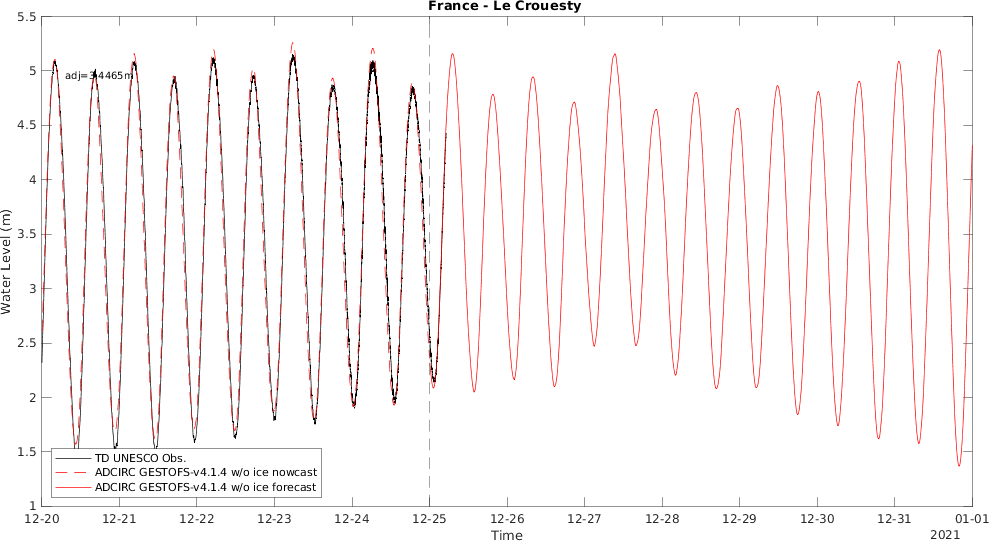 France - Le Crouesty
5.5
5
4.5
4
3.5
3
2.5
2
1.5
1
Water Level (m)
adj=3.4465m
TD UNESCO Obs.
ADCIRC GESTOFS-v4.1.4 w/o ice nowcast
ADCIRC GESTOFS-v4.1.4 w/o ice forecast
12-20 12-21 12-22 12-23 12-24 12-25 12-26 12-27 12-28 12-29 12-30 12-31 01-01
Time
2021